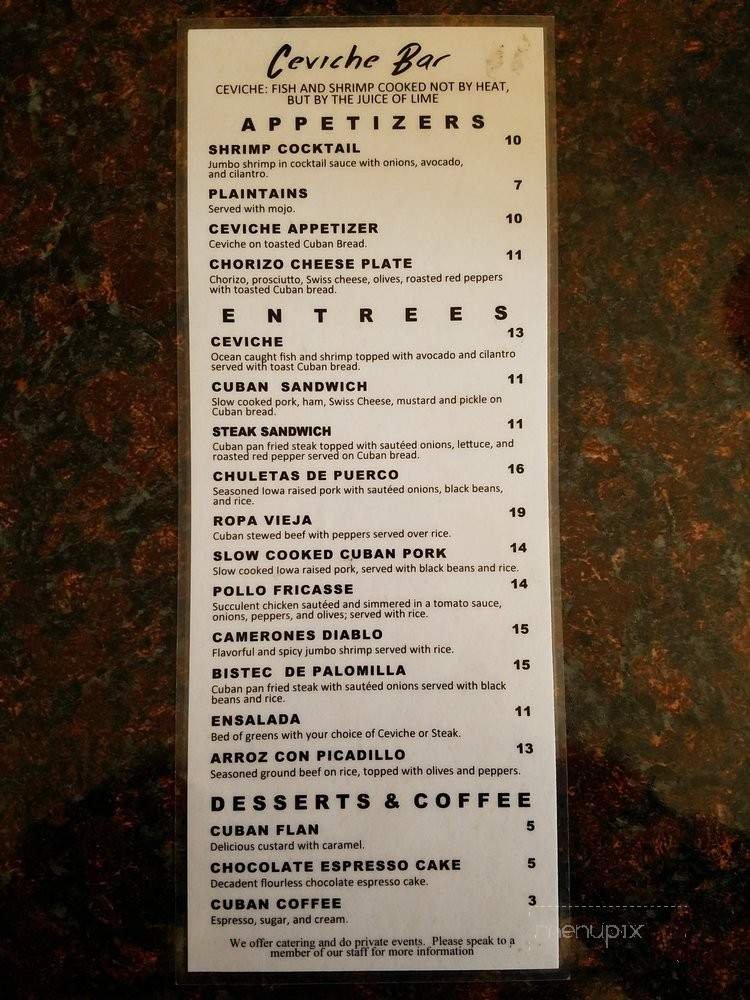 Ceviche Bar
CEVICHE: FISH AND SHRIMP COOKED NOT BY HEAT,
BUT BY THE JUICE OF LIME
APPETIZERS
SHRIMP COCKTAIL 10
Jumbo shrimp in cocktail sauce with onions, avocado,
and cilantro.
PLAINTAINS 7
Served with mojo.
CEVICHE APPETIZER 10
Ceviche on toasted Cuban Bread.
CHORIZO CHEESE PLATE 11
Chorizo, prosciutto, Swiss cheese, olives, roasted red peppers
with toasted Cuban bread.
ENTREES
CEVICHE 13
Ocean caught fish and shrimp topped with avocado and cilantro
served with toast Cuban bread.
CUBAN SANDWICH 11
Slow cooked pork, ham, Swiss Cheese, mustard and pickle on
Cuban bread.
STEAK SANDWICH 11
Cuban pan fried steak topped with sautéed onions, lettuce, and
roasted red pepper served on Cuban bread.
CHULETAS DE PUERCO 16
Seasoned Iowa raised pork with sautéed onions, black beans,
and rice.
ROPA VIEJA 19
Cuban stewed beef with peppers served over rice.
SLOW COOKED CUBAN PORK 14
Slow cooked Iowa raised pork, served with black beans and rice.
POLLO FRICASSE 14
Succulent chicken sautéed and simmered in a tomato sauce,
onions, peppers, and olives; served with rice.
CAMERONES DIABLO 15
Flavorful and spicy jumbo shrimp served with rice.
BISTEC DE PALOMILLA 15
Cuban pan fried steak with sautéed onions served with black
beans and rice.
ENSALADA 11
Bed of greens with your choice of Ceviche or Steak.
ARROZ CON PICADILLO 13
Seasoned ground beef on rice, topped with olives and peppers.
DESSERTS & COFFEE
CUBAN FLAN 5
Delicious custard with caramel.
CHOCOLATE ESPRESSO CAKE 5
Decadent flourless chocolate espresso cake.
CUBAN COFFEE 3
Espresso, sugar, and cream.
We offer catering and do private events. Please speak to a
member of our staff for more information
menupix